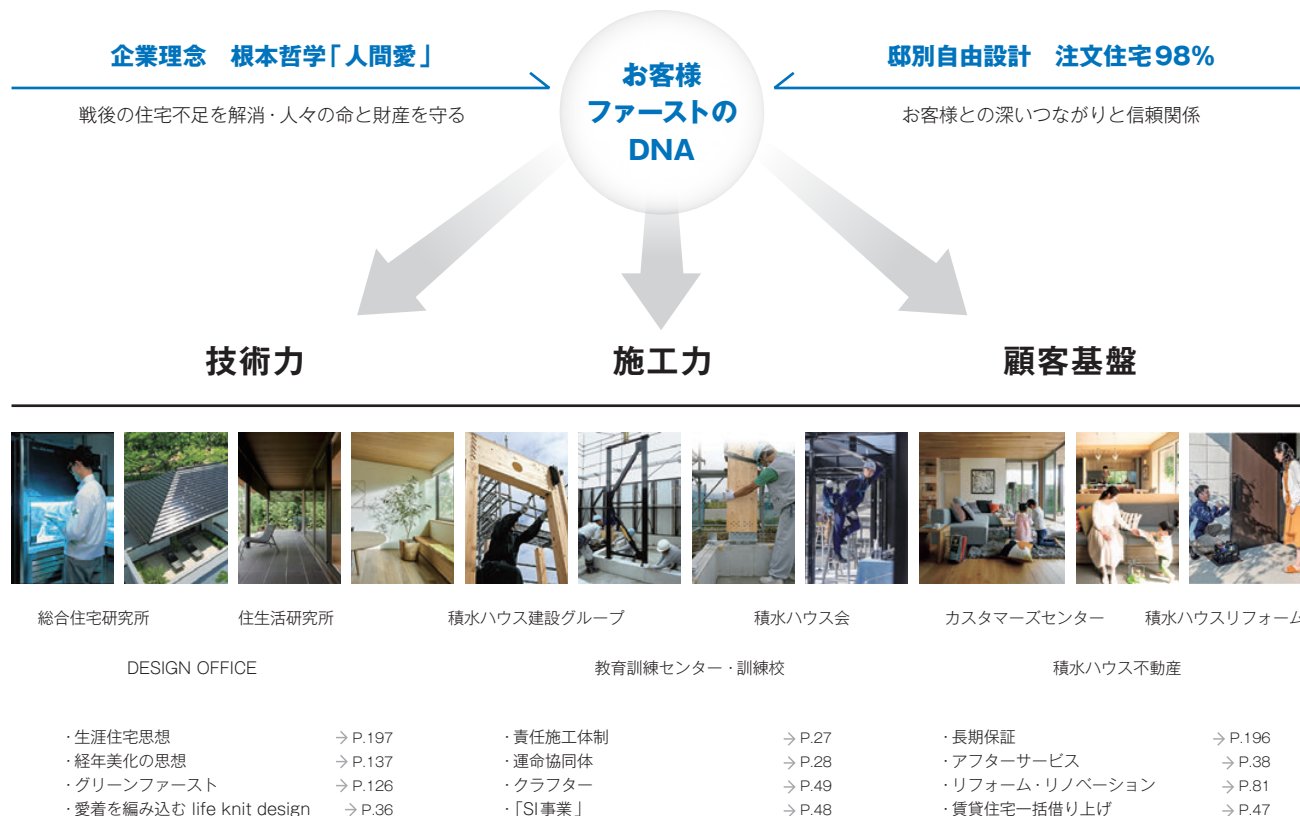 企業理念　根本哲学「人間愛」
戦後の住宅不足を解消・人々の命と財産を守る
お客様
ファーストの
DNA
邸別自由設計　注文住宅98%
お客様との深いつながりと信頼関係
技術力
施工力
顧客基盤
総合住宅研究所
住生活研究所
積水ハウス建設グループ
積水ハウス会
カスタマーズセンター
積水ハウスリフォーム
DESIGN OFFICE
教育訓練センター・訓練校
積水ハウス不動産
・生涯住宅思想 → P.197
・経年美化の思想 → P.137
・グリーンファースト → P.126
・愛着を編み込む life knit design → P.36
・責任施工体制 → P.27
・運命協同体 → P.28
・クラフター → P.49
・「SI事業」 → P.48
・長期保証 → P.196
・アフターサービス → P.38
・リフォーム・リノベーション → P.81
・賃貸住宅一括借り上げ → P.47